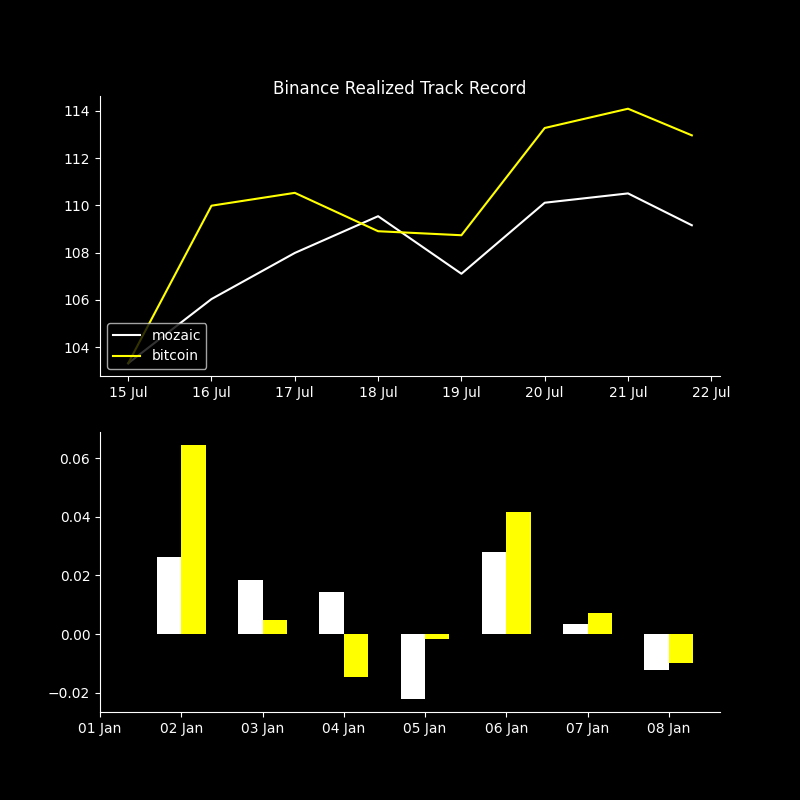 Binance Realized Track Record
114
112
110
108
106
104
mozaic
bitcoin
15 Jul 16 Jul 17 Jul 18 Jul 19 Jul 20 Jul 21 Jul 22 Jul
0.06
0.04
0.02
0.00
−0.02
01 Jan 02 Jan 03 Jan 04 Jan 05 Jan 06 Jan 07 Jan 08 Jan